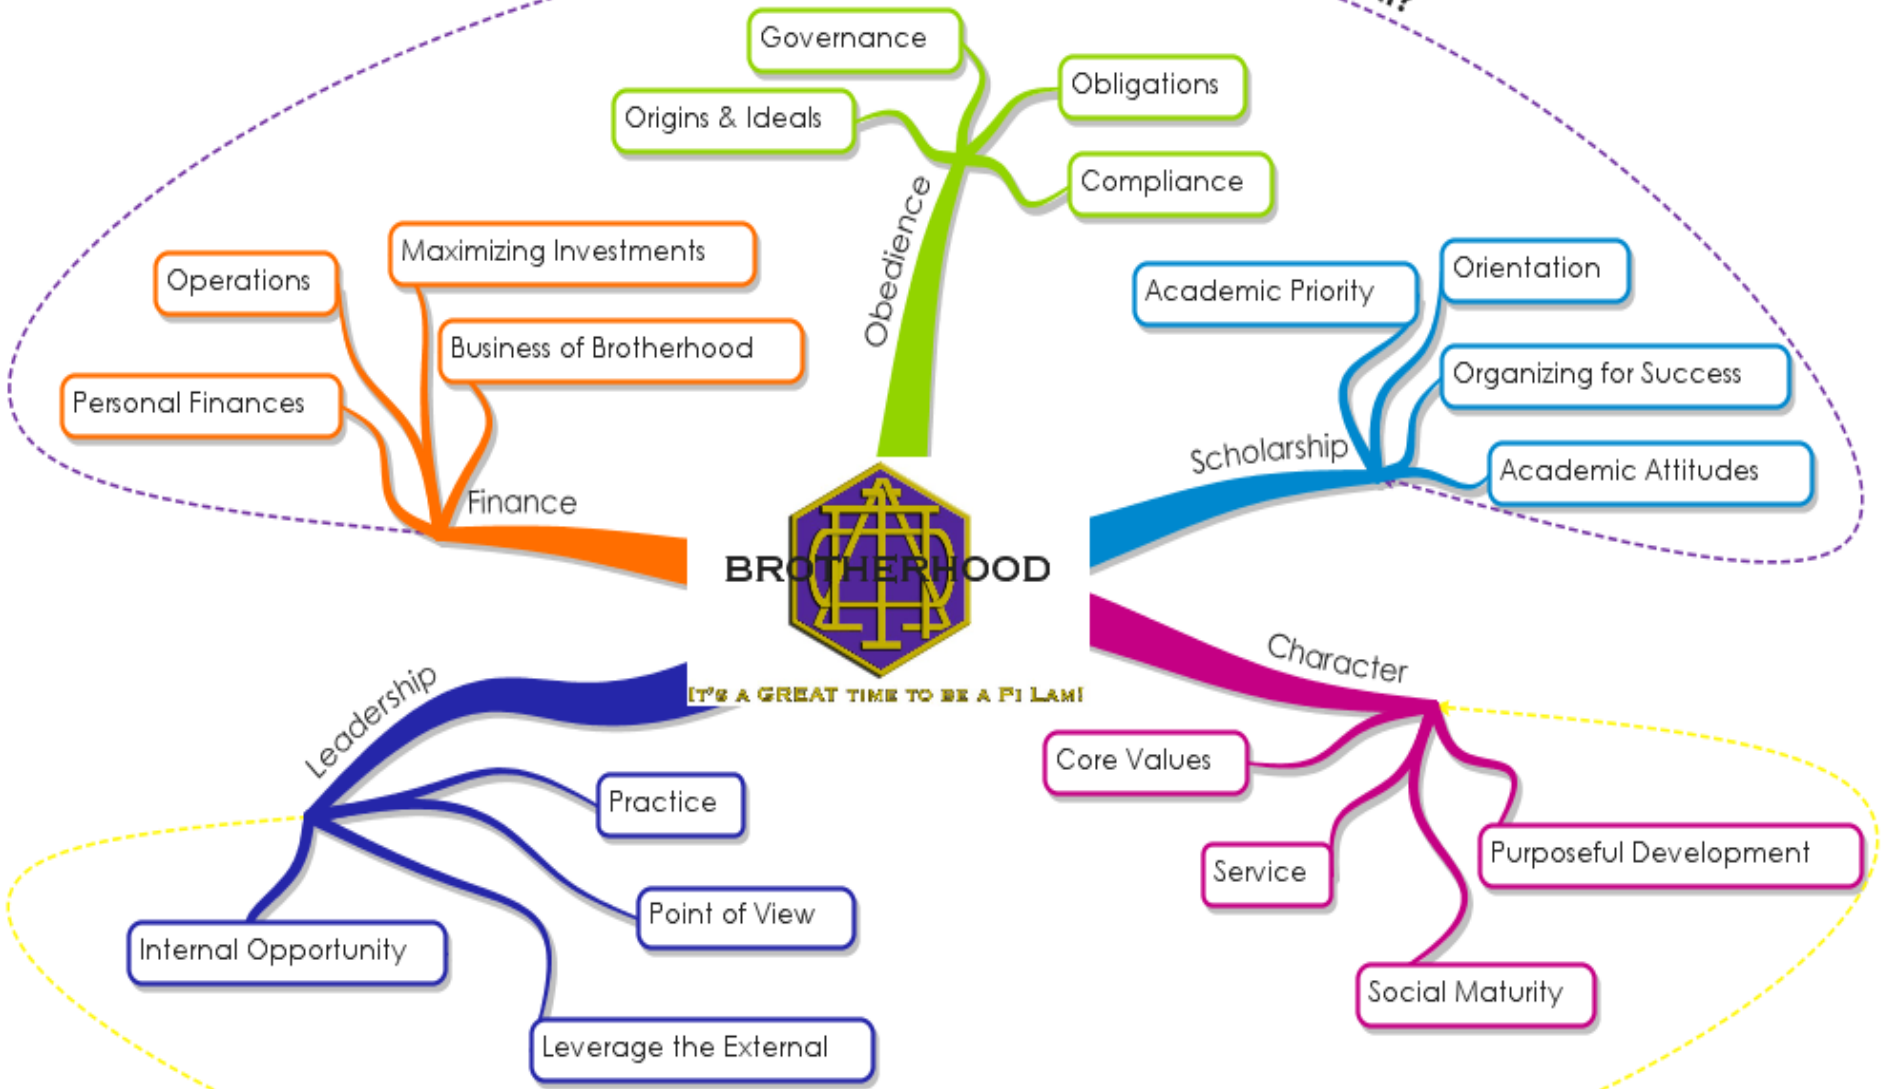 Governance
Obligations
Origins & Ideals
Compliance
Obedience
Maximizing Investments
Operations
Business of Brotherhood
Personal Finances
Finance
Academic Priority
Orientation
Organizing for Success
Academic Attitudes
Scholarship
BROTHERHOOD
IT'S A GREAT TIME TO BE A PI LAM!
Character
Core Values
Service
Purposeful Development
Social Maturity
Leadership
Practice
Point of View
Internal Opportunity
Leverage the External